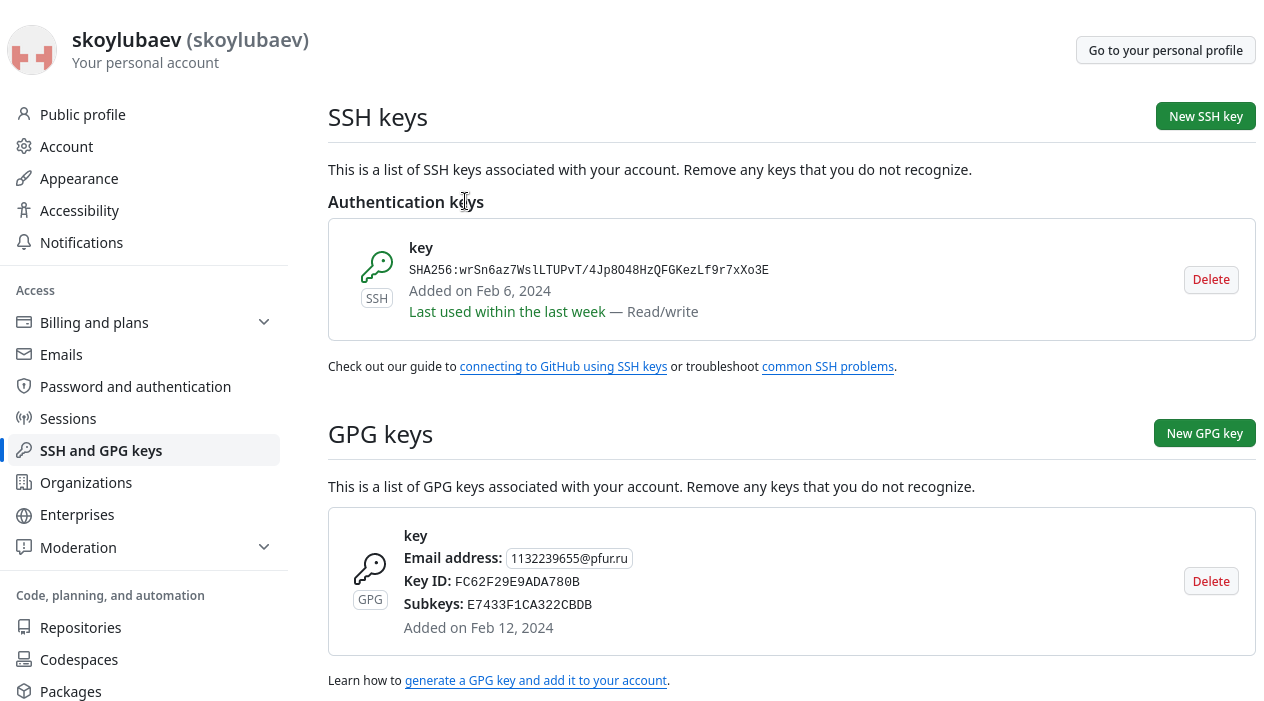 skoylubaev (skoylubaev)
Your personal account
Go to your personal profile
Public profile
Account
Appearance
Accessibility
Notifications
Access
Billing and plans
Emails
Password and authentication
Sessions
SSH and GPG keys
Organizations
Enterprises
Moderation
Code, planning, and automation
Repositories
Codespaces
Packages
SSH keys
New SSH key
This is a list of SSH keys associated with your account. Remove any keys that you do not recognize.
Authentication keys
key
SHA256:wrSn6az7WslLTUPvT/4Jp8O48HzQFGKezLf9r7xXo3E
Added on Feb 6, 2024
Last used within the last week — Read/write
SSH
Delete
Check out our guide to connecting to GitHub using SSH keys or troubleshoot common SSH problems.
GPG keys
New GPG key
This is a list of GPG keys associated with your account. Remove any keys that you do not recognize.
key
Email address: 1132239655@pfur.ru
Key ID: FC62F29E9ADA780B
Subkeys: E7433F1CA322CBDB
Added on Feb 12, 2024
GPG
Delete
Learn how to generate a GPG key and add it to your account.